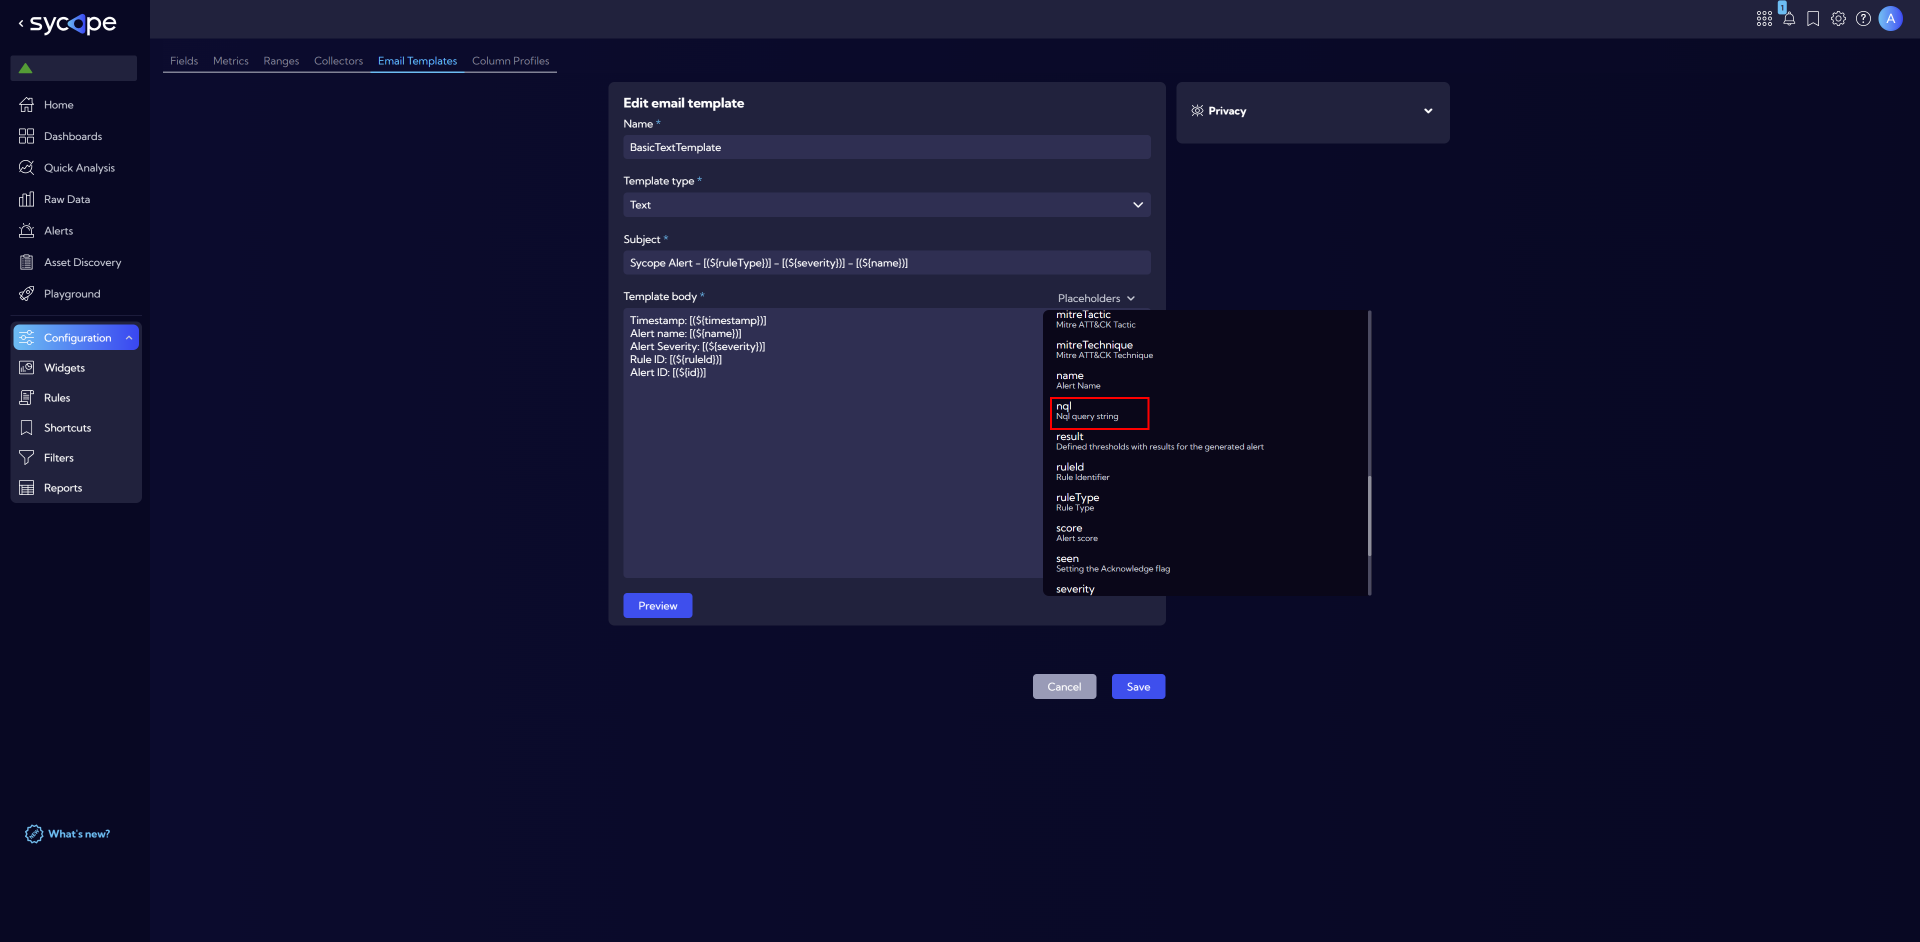 sycope
1
A
Home
Dashboards
Quick Analysis
Raw Data
Alerts
Asset Discovery
Playground
Configuration
Widgets
Rules
Shortcuts
Filters
Reports
What's new?
Fields Metrics Ranges Collectors Email Templates Column Profiles
Edit email template
Name *
BasicTextTemplate
Template type *
Text
Subject *
Sycope Alert - [(${ruleType})] - [(${severity})] - [(${name})]
Template body *
Placeholders
Timestamp: [(${timestamp})]
Alert name: [(${name})]
Alert Severity: [(${severity})]
Rule ID: [(${ruleId})]
Alert ID: [(${id})]
mitreTactic
Mitre ATT&CK Tactic
mitreTechnique
Mitre ATT&CK Technique
name
Alert Name
nql
Nql query string
result
Defined thresholds with results for the generated alert
ruleId
Rule Identifier
ruleType
Rule Type
score
Alert score
seen
Setting the Acknowledge flag
severity
Preview
Cancel Save
Privacy